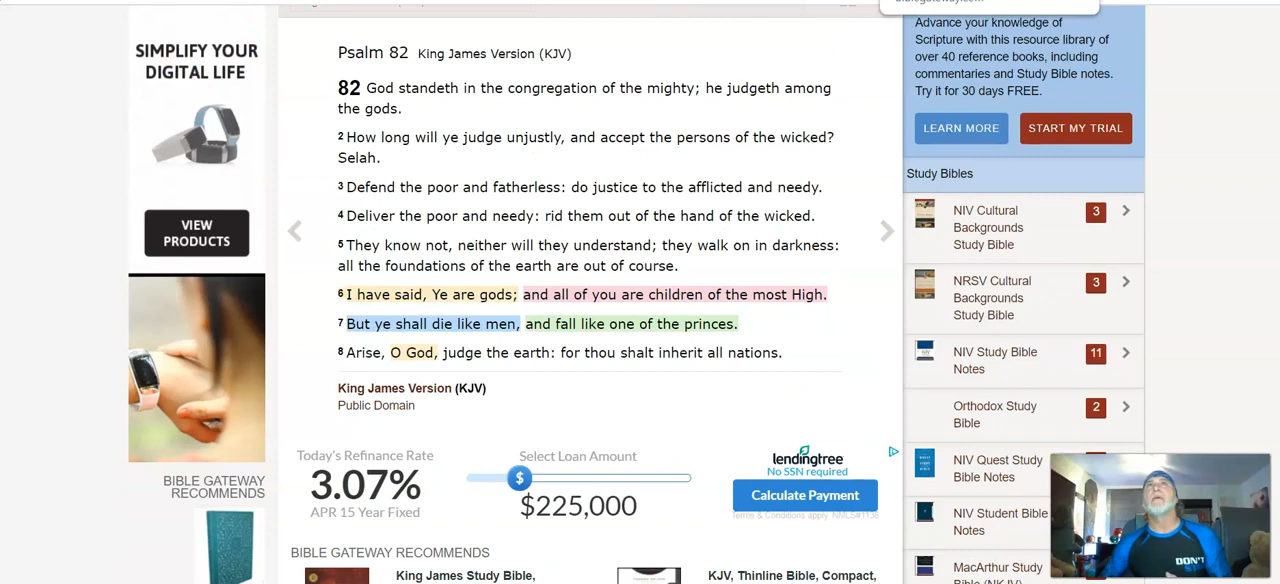 SIMPLIFY YOUR
DIGITAL LIFE
VIEW
PRODUCTS
BIBLE GATEWAY
RECOMMENDS
Psalm 82 King James Version (KJV)
82 God standeth in the congregation of the mighty; he judgeth among
the gods.
2 How long will ye judge unjustly, and accept the persons of the wicked?
Selah.
3 Defend the poor and fatherless: do justice to the afflicted and needy.
4 Deliver the poor and needy: rid them out of the hand of the wicked.
5 They know not, neither will they understand; they walk on in darkness:
all the foundations of the earth are out of course.
6 I have said, Ye are gods; and all of you are children of the most High.
7 But ye shall die like men, and fall like one of the princes.
8 Arise, O God, judge the earth: for thou shalt inherit all nations.
King James Version (KJV)
Public Domain
Today's Refinance Rate
3.07%
APR 15 Year Fixed
Select Loan Amount
$
$225,000
lendingtree
No SSN required
Calculate Payment
Terms & Conditions apply. NMLS#1136
BIBLE GATEWAY RECOMMENDS
King James Study Bible,
KJV, Thinline Bible, Compact,
Advance your knowledge of
Scripture with this resource library of
over 40 reference books, including
commentaries and Study Bible notes.
Try it for 30 days FREE.
LEARN MORE
START MY TRIAL
Study Bibles
NIV Cultural
Backgrounds
Study Bible
3
NRSV Cultural
Backgrounds
Study Bible
3
NIV Study Bible
Notes
11
Orthodox Study
Bible
2
NIV Quest Study
Bible Notes
NIV Student Bible
Notes
MacArthur Study
Bible (NKJV)
DON'T